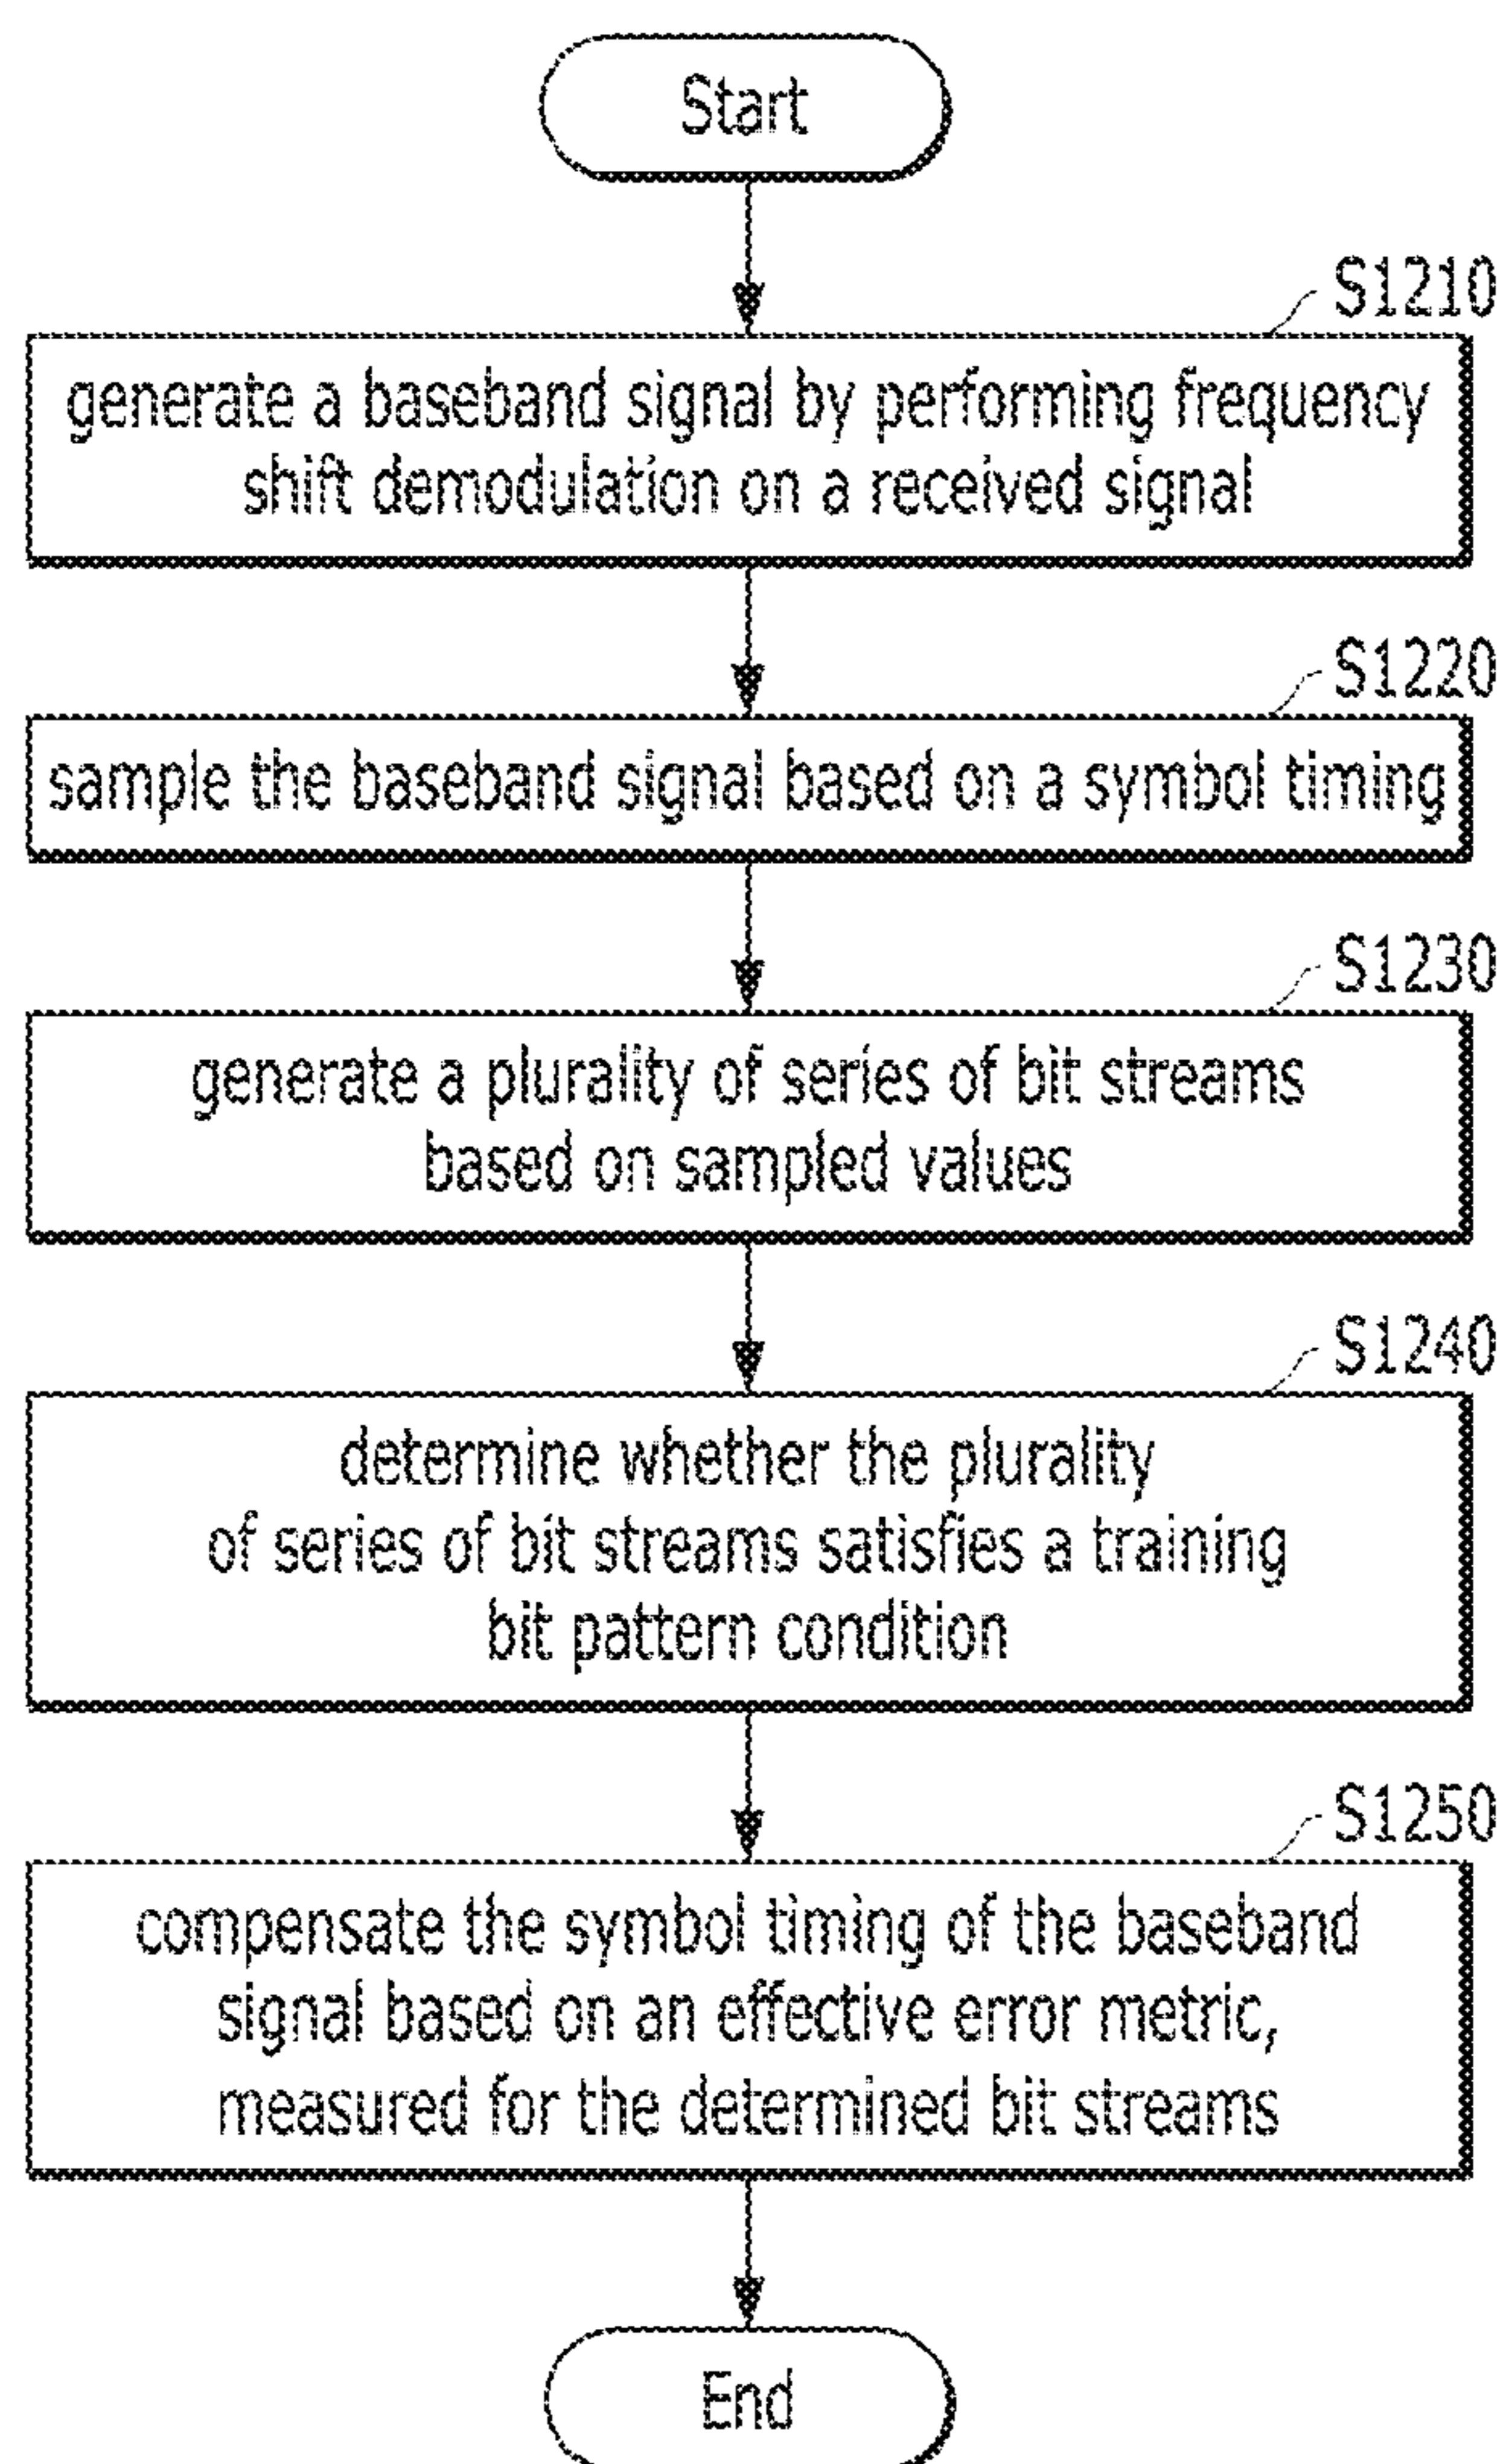 Start
S1210
generate a baseband signal by performing frequency
shift demodulation on a received signal
S1220
sample the baseband signal based on a symbol timing
S1230
generate a plurality of series of bit streams
based on sampled values
S1240
determine whether the plurality
of series of bit streams satisfies a training
bit pattern condition
S1250
compensate the symbol timing of the baseband
signal based on an effective error metric,
measured for the determined bit streams
End